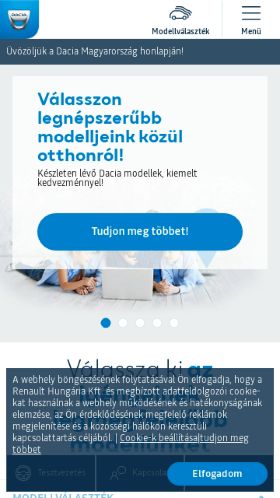 DACIA
Modellválaszték
Menü
Üvözöljük a Dacia Magyarország honlapján!
Válasszon
legnépszerűbb
modelljeink közül
otthonról!
Készleten lévő Dacia modellek, kiemelt
kedvezménnyel!
Tudjon meg többet!
Válassza ki az
A webhely böngészésének folytatásával Ön elfogadja, hogy a
Renault Hungária Kft. és megbízott adatfeldolgozói cookie-
kat használnak a webhely működésének és hatékonyságának
elemzése, az Ön érdeklődésének megfelelő reklámok
megjelenítése és a közösségi hálókon keresztüli
kapcsolattartás céljából. | Cookie-k beállítása|tudjon meg
többet
Tesztvezetés
Kapcsolat
Elfogadom
MODELLVÁLASZTÉK